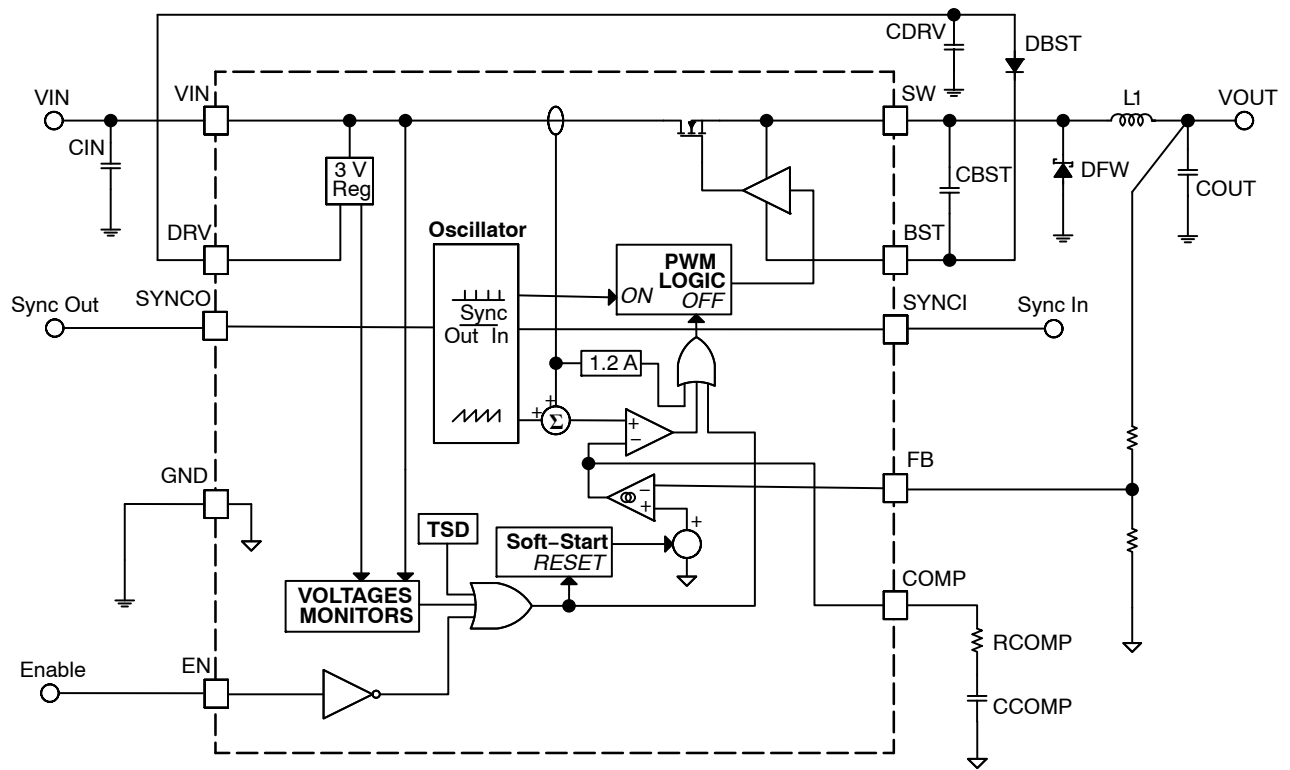 CDRV
DBST
VIN
VIN
SW
L1
VOUT
CIN
3 V
Reg
CBST
DFW
COUT
DRV
Oscillator
BST
PWM
LOGIC
ON
OFF
Sync Out
SYNCO
Sync
Out In
SYNCI
Sync In
1.2 A
+
+
Σ
+
−
GND
FB
−
+
+
TSD
Soft−Start
RESET
VOLTAGES
MONITORS
COMP
RCOMP
Enable
EN
CCOMP